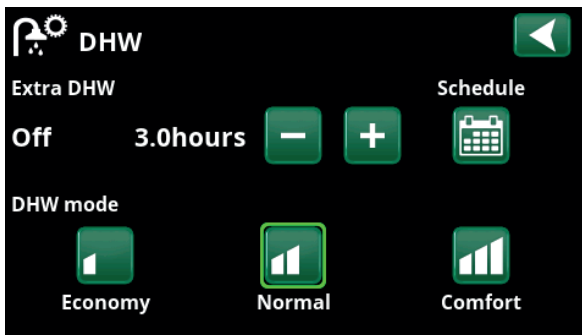 DHW
Extra DHW
Schedule
Off 3.0hours
DHW mode
Economy Normal Comfort